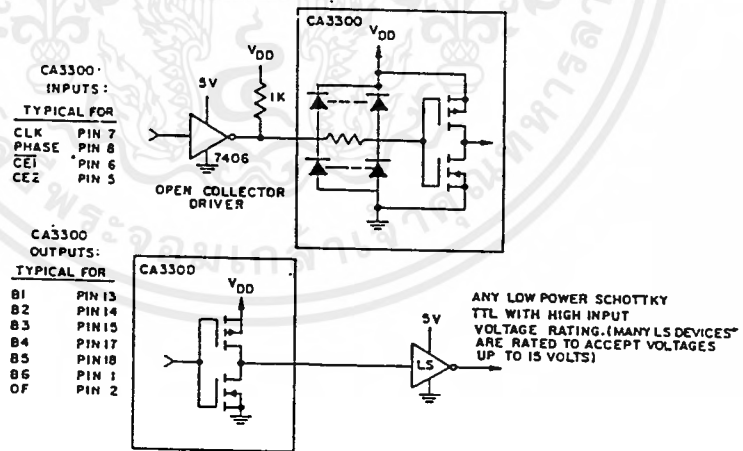 CA3300
INPUTS:
TYPICAL FOR
CLK PIN 7
PHASE PIN 8
CE1 PIN 6
CE2 PIN 5
5V
7406
OPEN COLLECTOR
DRIVER
VDD
1K
CA3300
VDD
CA3300
OUTPUTS:
TYPICAL FOR
B1 PIN 13
B2 PIN 14
B3 PIN 15
B4 PIN 17
B5 PIN 18
B6 PIN 1
OF PIN 2
CA3300
VDD
5V
LS
ANY LOW POWER SCHOTTKY
TTL WITH HIGH INPUT
VOLTAGE RATING.(MANY LS DEVICES
ARE RATED TO ACCEPT VOLTAGES
UP TO 15 VOLTS)